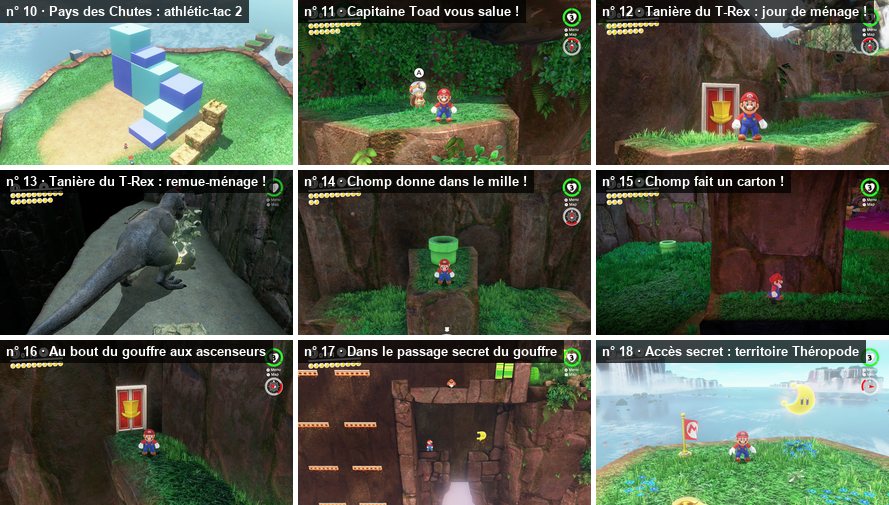 n° 10 · Pays des Chutes : athlétic-tac 2
n° 11 · Capitaine Toad vous salue !
n° 12 · Tanière du T-Rex : jour de ménage !
n° 13 · Tanière du T-Rex : remue-ménage !
n° 14 · Chomp donne dans le mille !
n° 15 · Chomp fait un carton !
n° 16 · Au bout du gouffre aux ascenseurs
n° 17 · Dans le passage secret du gouffre
n° 18 · Accès secret : territoire Théropode